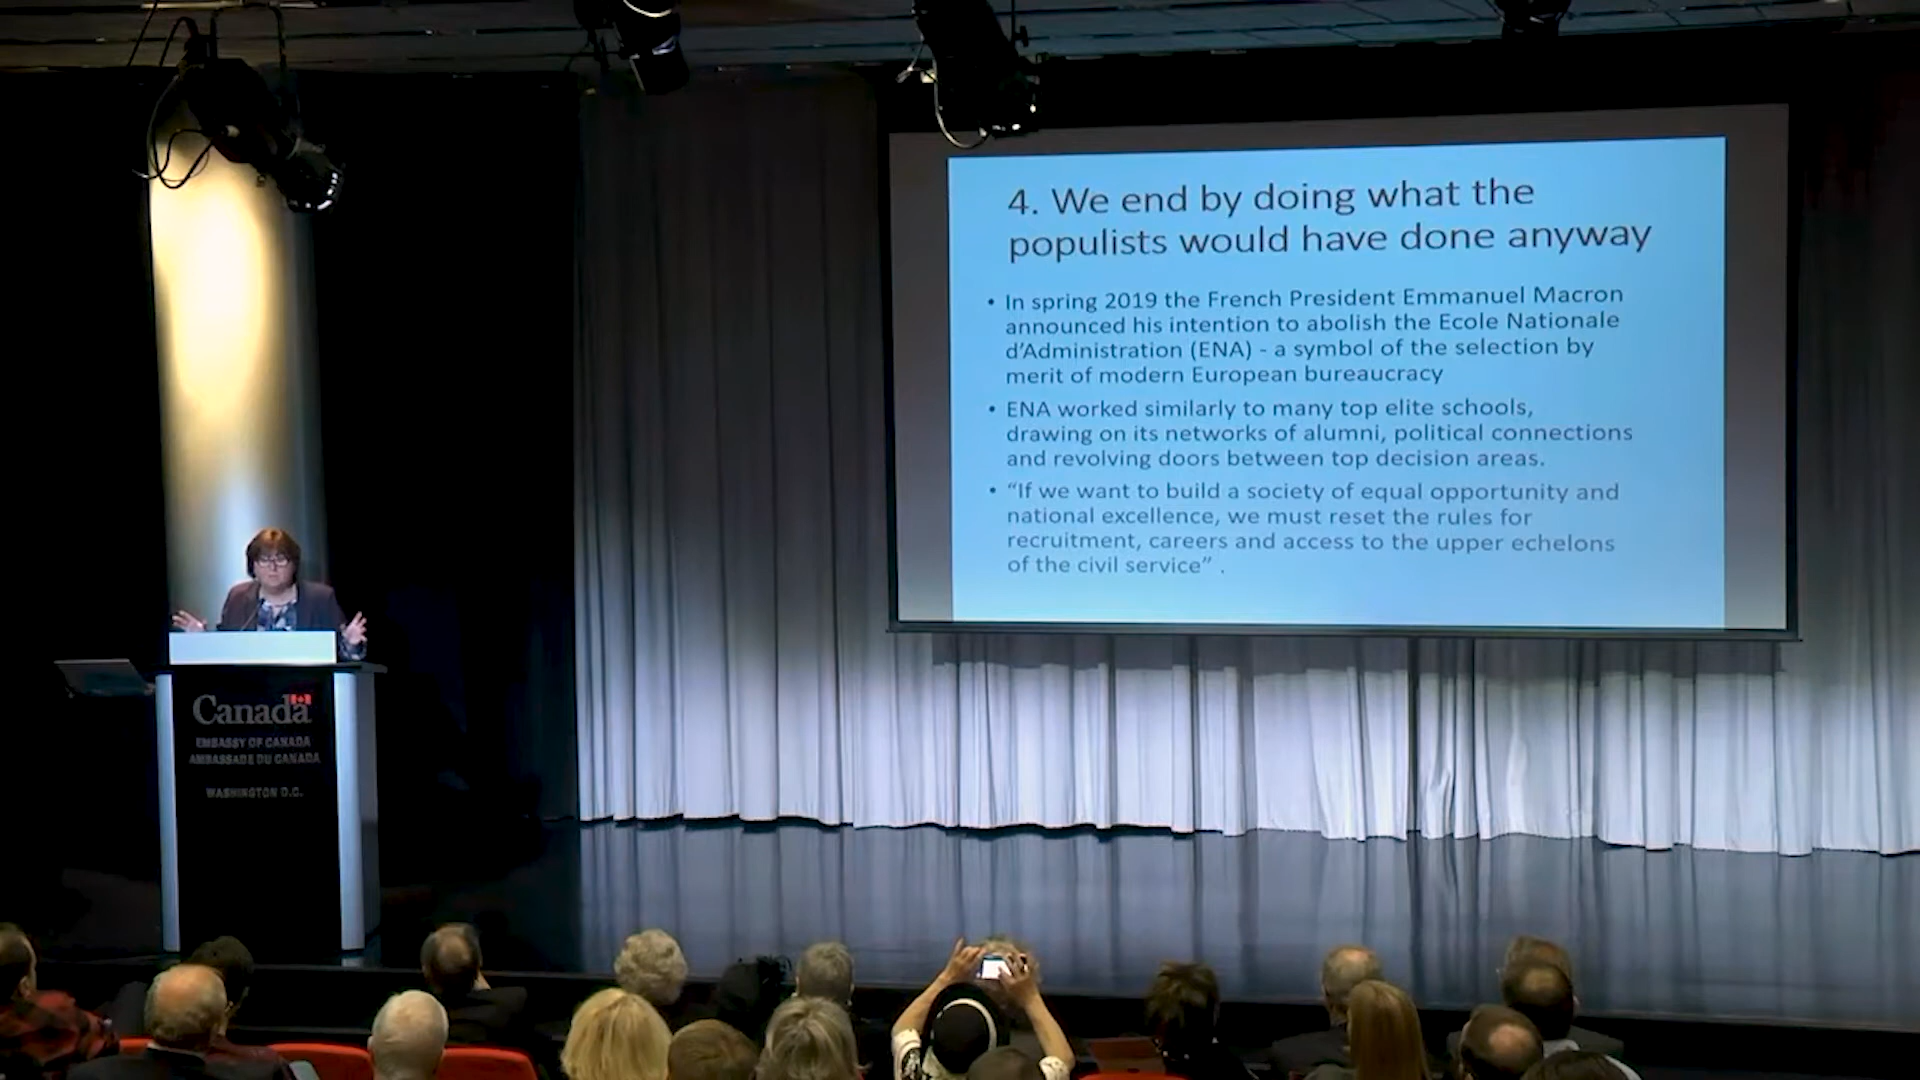 4. We end by doing what the
populists would have done anyway
• In spring 2019 the French President Emmanuel Macron
announced his intention to abolish the Ecole Nationale
d'Administration (ENA) - a symbol of the selection by
merit of modern European bureaucracy
• ENA worked similarly to many top elite schools,
drawing on its networks of alumni, political connections
and revolving doors between top decision areas.
• “If we want to build a society of equal opportunity and
national excellence, we must reset the rules for
recruitment, careers and access to the upper echelons
of the civil service” .
Canada
EMBASSY OF CANADA
AMBASSADE DU CANADA
WASHINGTON D.C.